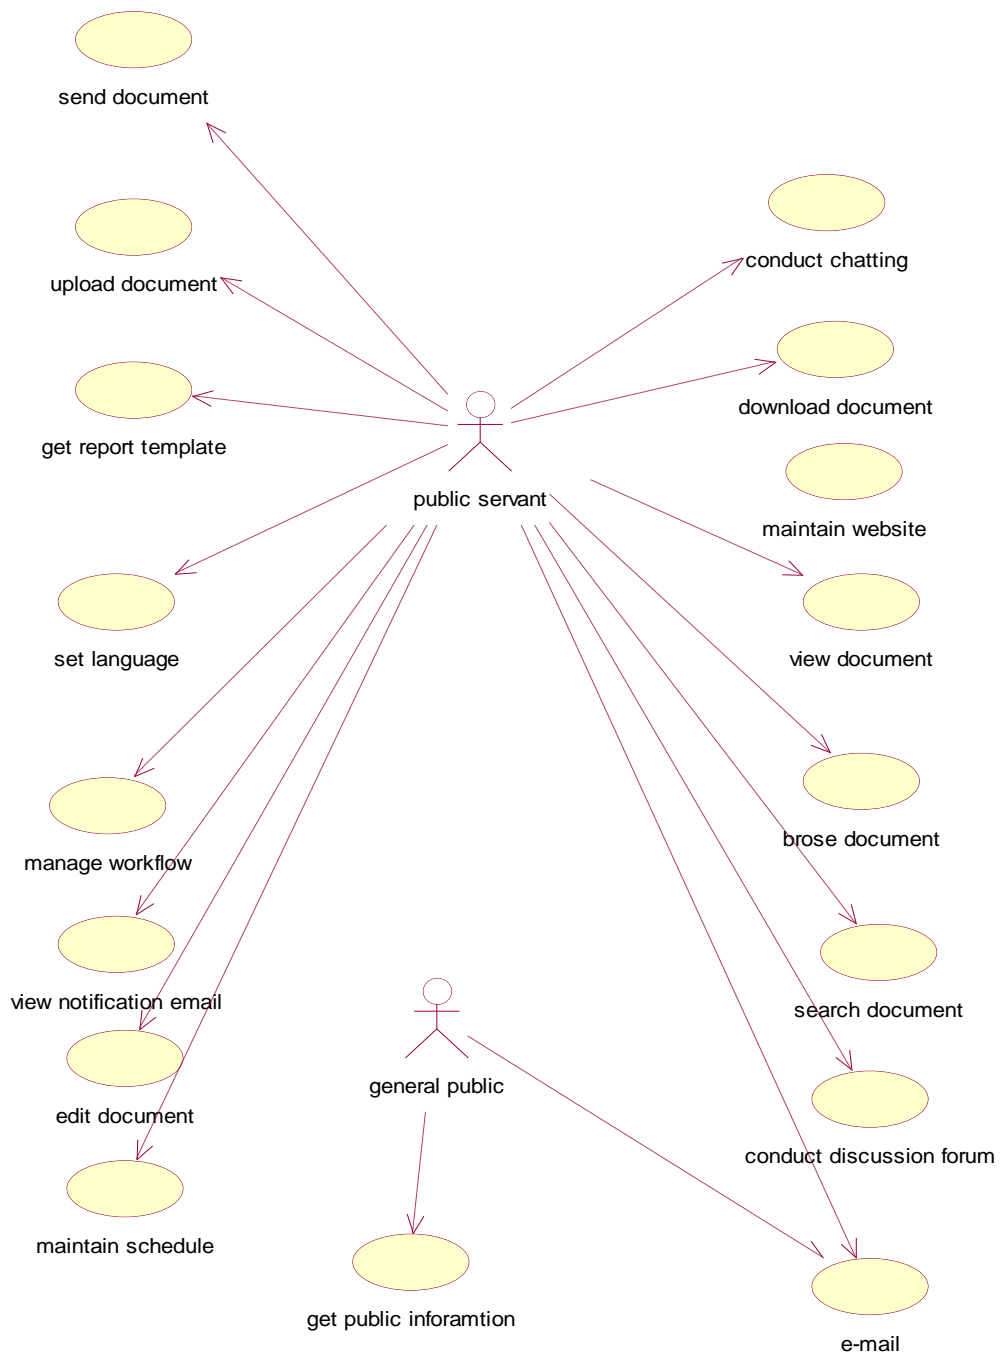 send document
conduct chatting
upload document
download document
get report template
public servant
maintain website
set language
view document
brose document
manage workflow
view notification email
search document
general public
edit document
conduct discussion forum
maintain schedule
get public inforamtion
e-mail